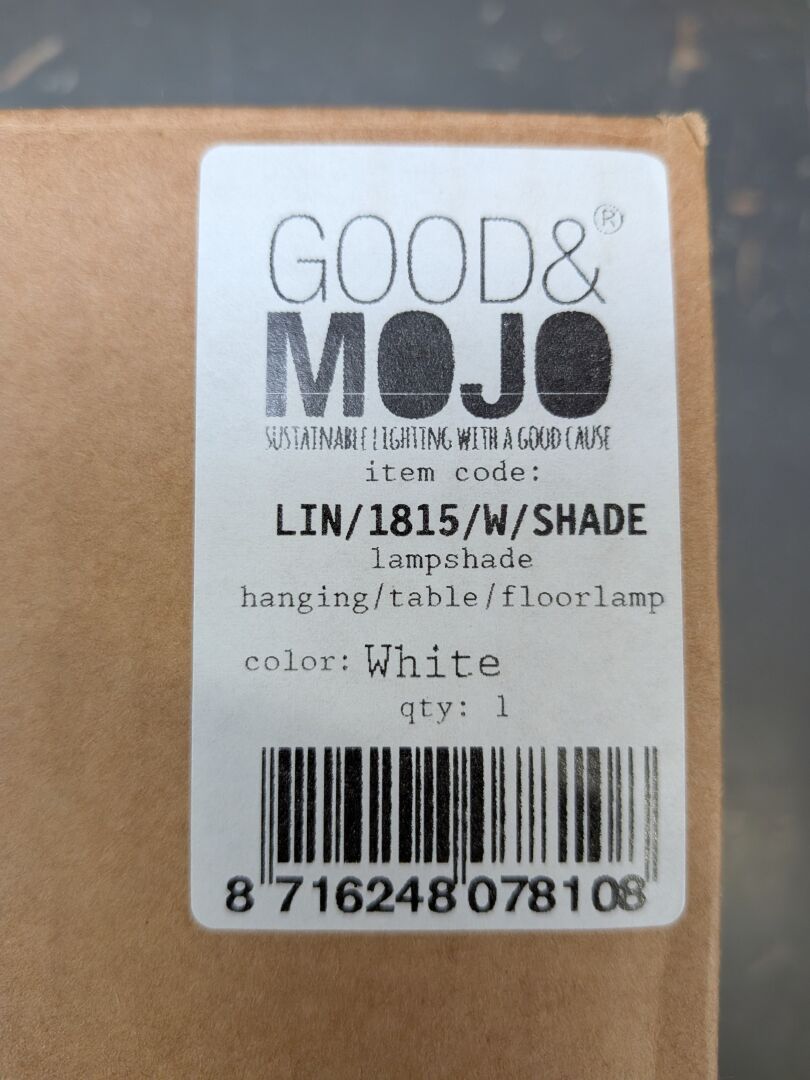 GOOD&®
MOJO
SUSTAINABLE LIGHTING WITH A GOOD CAUSE
item code:
LIN/1815/W/SHADE
lampshade
hanging/table/floorlamp
color: White
qty: 1
8 716248 078108